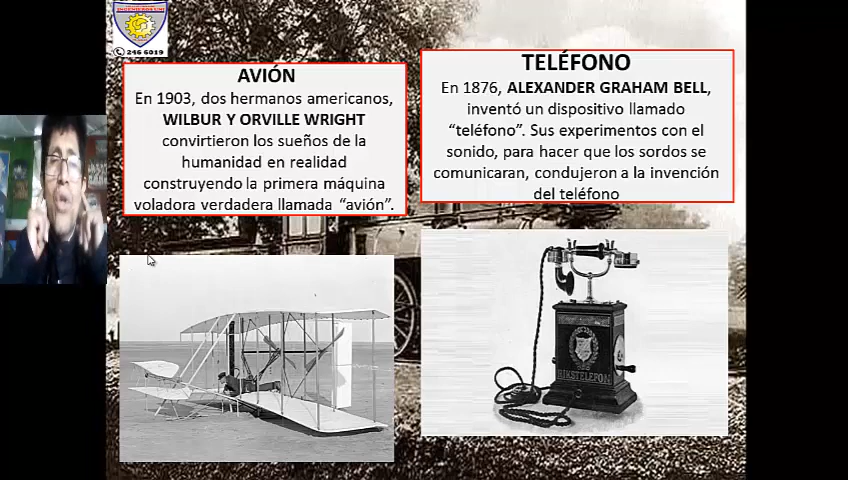 INGENIEROS UNI
246 6019
AVIÓN
En 1903, dos hermanos americanos,
WILBUR Y ORVILLE WRIGHT
convirtieron los sueños de la
humanidad en realidad
construyendo la primera máquina
voladora verdadera llamada “avión”.
TELÉFONO
En 1876, ALEXANDER GRAHAM BELL,
inventó un dispositivo llamado
“teléfono”. Sus experimentos con el
sonido, para hacer que los sordos se
comunicaran, condujeron a la invención
del teléfono
RIKSTELEFON